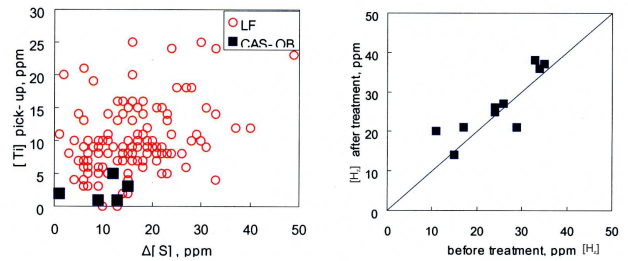 [Ti] pick-up, ppm
30
25
20
15
10
5
0
LF
CAS-OB
0 10 20 30 40 50
Δ[S], ppm
[H,] after treatment, ppm
50
40
30
20
10
0
0 10 20 30 40 50
before treatment, ppm [H,]